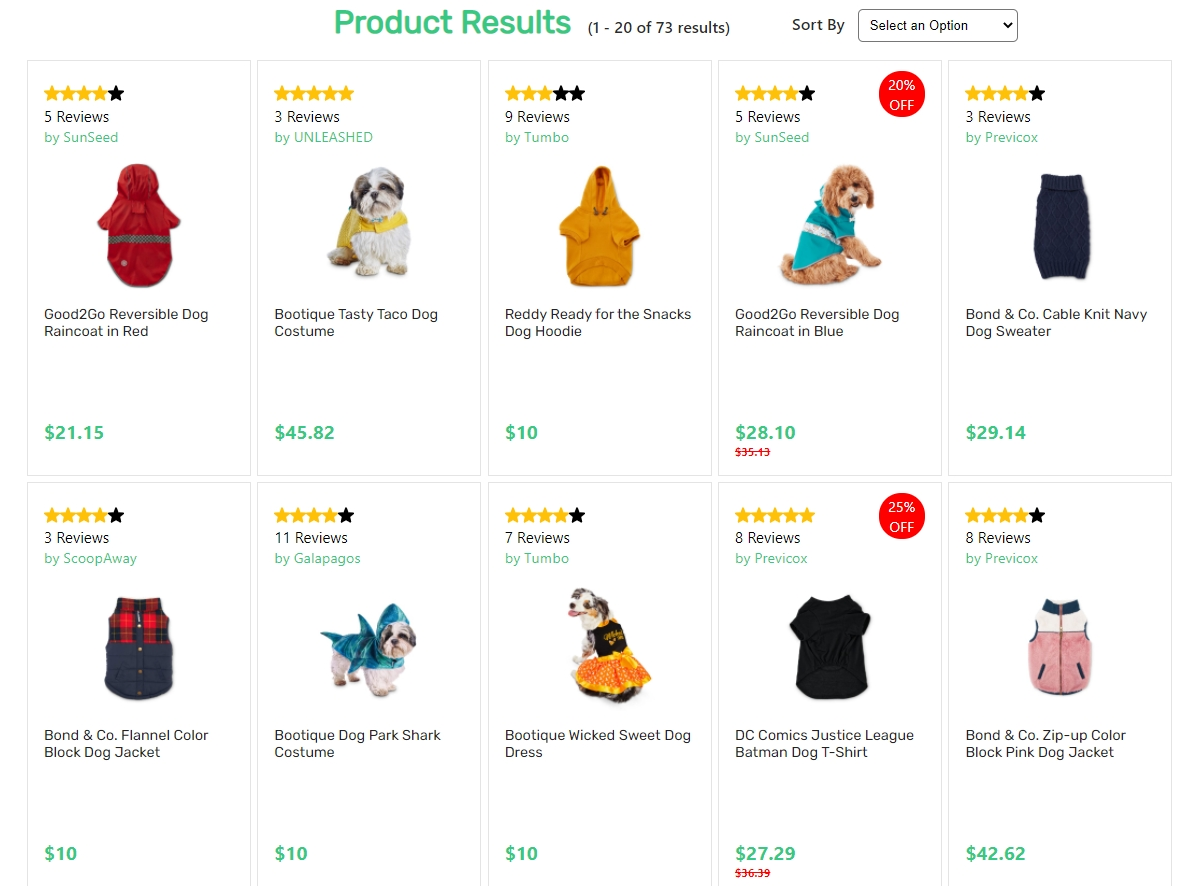 Product Results (1 - 20 of 73 results) Sort By Select an Option
5 Reviews
by SunSeed
Good2Go Reversible Dog
Raincoat in Red
$21.15
3 Reviews
by UNLEASHED
Bootique Tasty Taco Dog
Costume
$45.82
9 Reviews
by Tumbo
Reddy Ready for the Snacks
Dog Hoodie
$10
20%
OFF
5 Reviews
by SunSeed
Good2Go Reversible Dog
Raincoat in Blue
$28.10
$35.13
3 Reviews
by Previcox
Bond & Co. Cable Knit Navy
Dog Sweater
$29.14
3 Reviews
by ScoopAway
Bond & Co. Flannel Color
Block Dog Jacket
$10
11 Reviews
by Galapagos
Bootique Dog Park Shark
Costume
$10
7 Reviews
by Tumbo
Bootique Wicked Sweet Dog
Dress
$10
25%
OFF
8 Reviews
by Previcox
DC Comics Justice League
Batman Dog T-Shirt
$27.29
$36.39
8 Reviews
by Previcox
Bond & Co. Zip-up Color
Block Pink Dog Jacket
$42.62